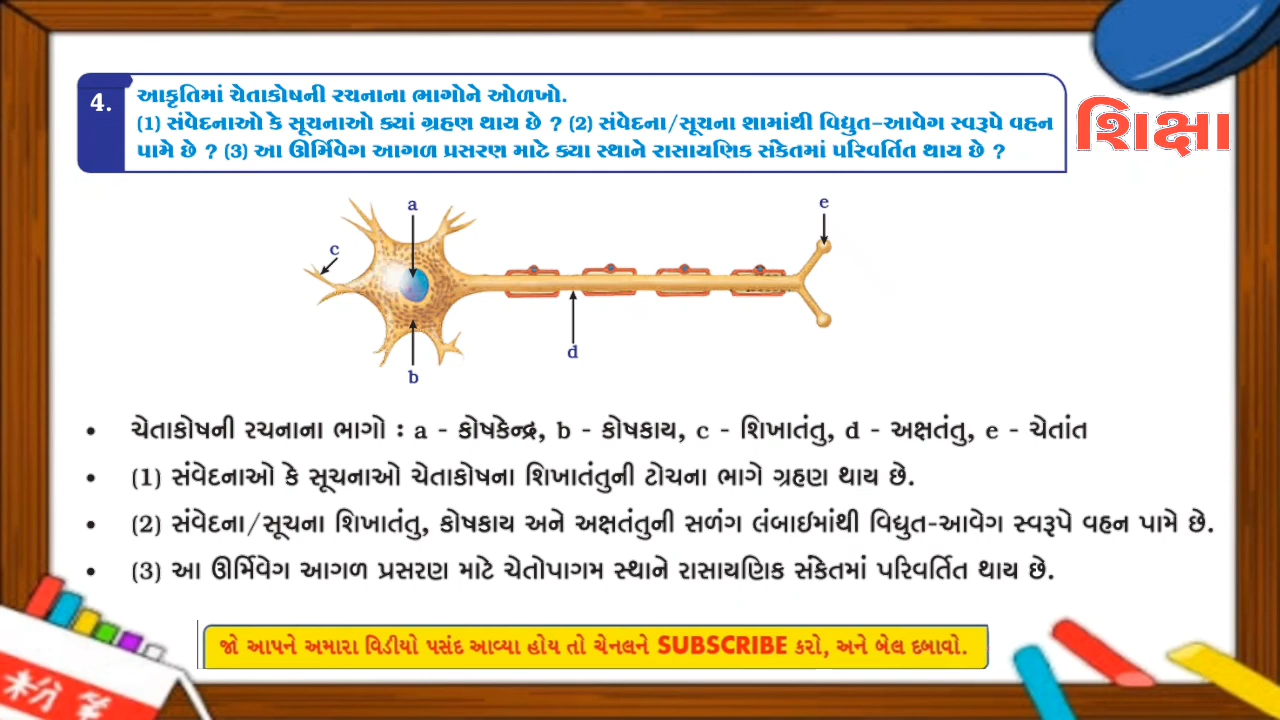 4.
આકૃતિમાં ચેતાકોષની રચનાના ભાગોને ઓળખો.
(1) સંવેદનાઓ કે સૂચનાઓ ક્યાં ગ્રહણ થાય છે ? (2) સંવેદના/સૂચના શામાંથી વિદ્યુત-આવેગ સ્વરૂપે વહન
પામે છે ? (3) આ ઊર્મિવેગ આગળ પ્રસરણ માટે ક્યા સ્થાને રાસાયણિક સંકેતમાં પરિવર્તિત થાય છે ?
શિક્ષા
a
e
c
d
b
• ચેતાકોષની રચનાના ભાગો : a - કોષકેન્દ્ર, b - કોષકાય, c - શિખાતંતુ, d - અક્ષતંતુ, e - ચેતાંત
• (1) સંવેદનાઓ કે સૂચનાઓ ચેતાકોષના શિખાતંતુની ટોચના ભાગે ગ્રહણ થાય છે.
• (2) સંવેદના/સૂચના શિખાતંતુ, કોષકાય અને અક્ષતંતુની સળંગ લંબાઈમાંથી વિદ્યુત-આવેગ સ્વરૂપે વહન પામે છે.
• (3) આ ઊર્મિવેગ આગળ પ્રસરણ માટે ચેતોપાગમ સ્થાને રાસાયણિક સંકેતમાં પરિવર્તિત થાય છે.
જો આપને અમારા વિડીયો પસંદ આવ્યા હોય તો ચેનલને SUBSCRIBE કરો, અને બેલ દબાવો.